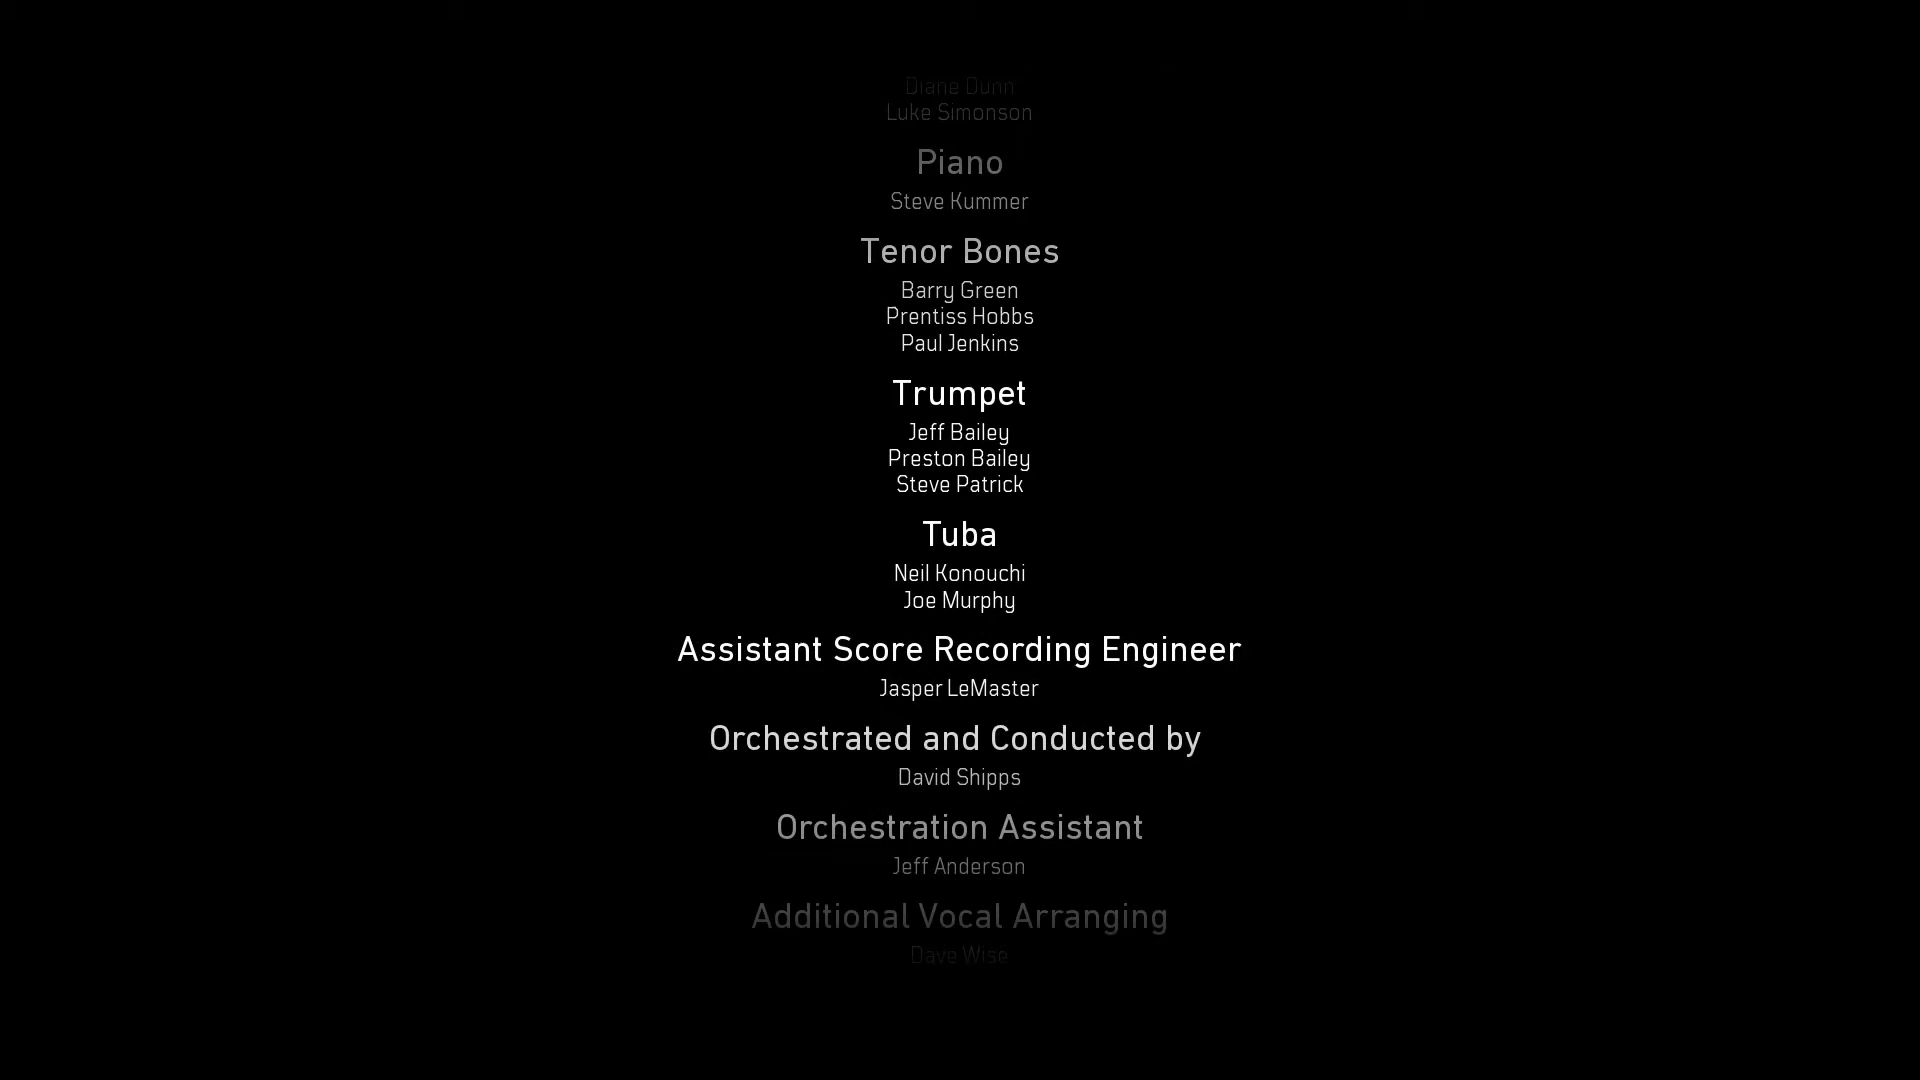 Diane Dunn
Luke Simonson
Piano
Steve Kummer
Tenor Bones
Barry Green
Prentiss Hobbs
Paul Jenkins
Trumpet
Jeff Bailey
Preston Bailey
Steve Patrick
Tuba
Neil Konouchi
Joe Murphy
Assistant Score Recording Engineer
Jasper LeMaster
Orchestrated and Conducted by
David Shipps
Orchestration Assistant
Jeff Anderson
Additional Vocal Arranging
Dave Wise